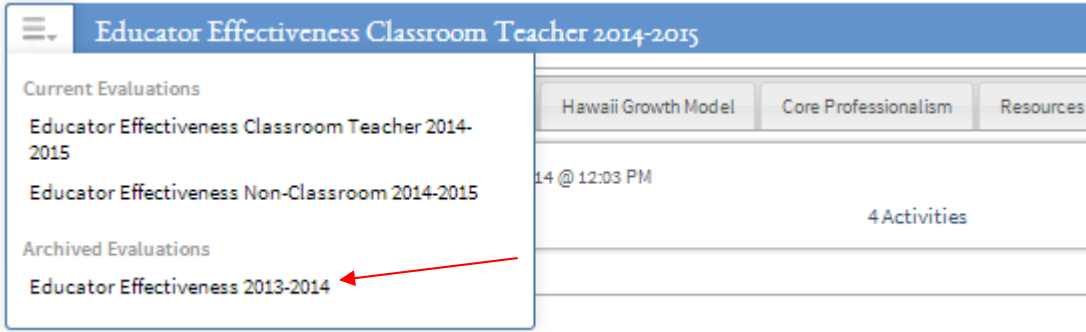 Educator Effectiveness Classroom Teacher 2014-2015
Current Evaluations
Educator Effectiveness Classroom Teacher 2014-
2015
Educator Effectiveness Non-Classroom 2014-2015
Archived Evaluations
Educator Effectiveness 2013-2014
Hawaii Growth Model
Core Professionalism
Resources
14 @ 12:03 PM
4 Activities